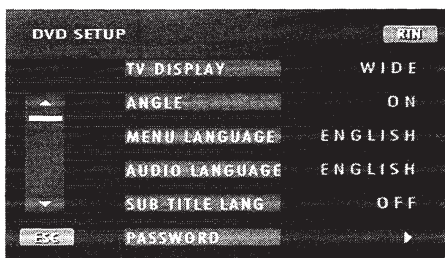 DVD SETUP RTN
TV DISPLAY WIDE
ANGLE ON
MENU LANGUAGE ENGLISH
AUDIO LANGUAGE ENGLISH
SUB TITLE LANG OFF
ESC PASSWORD